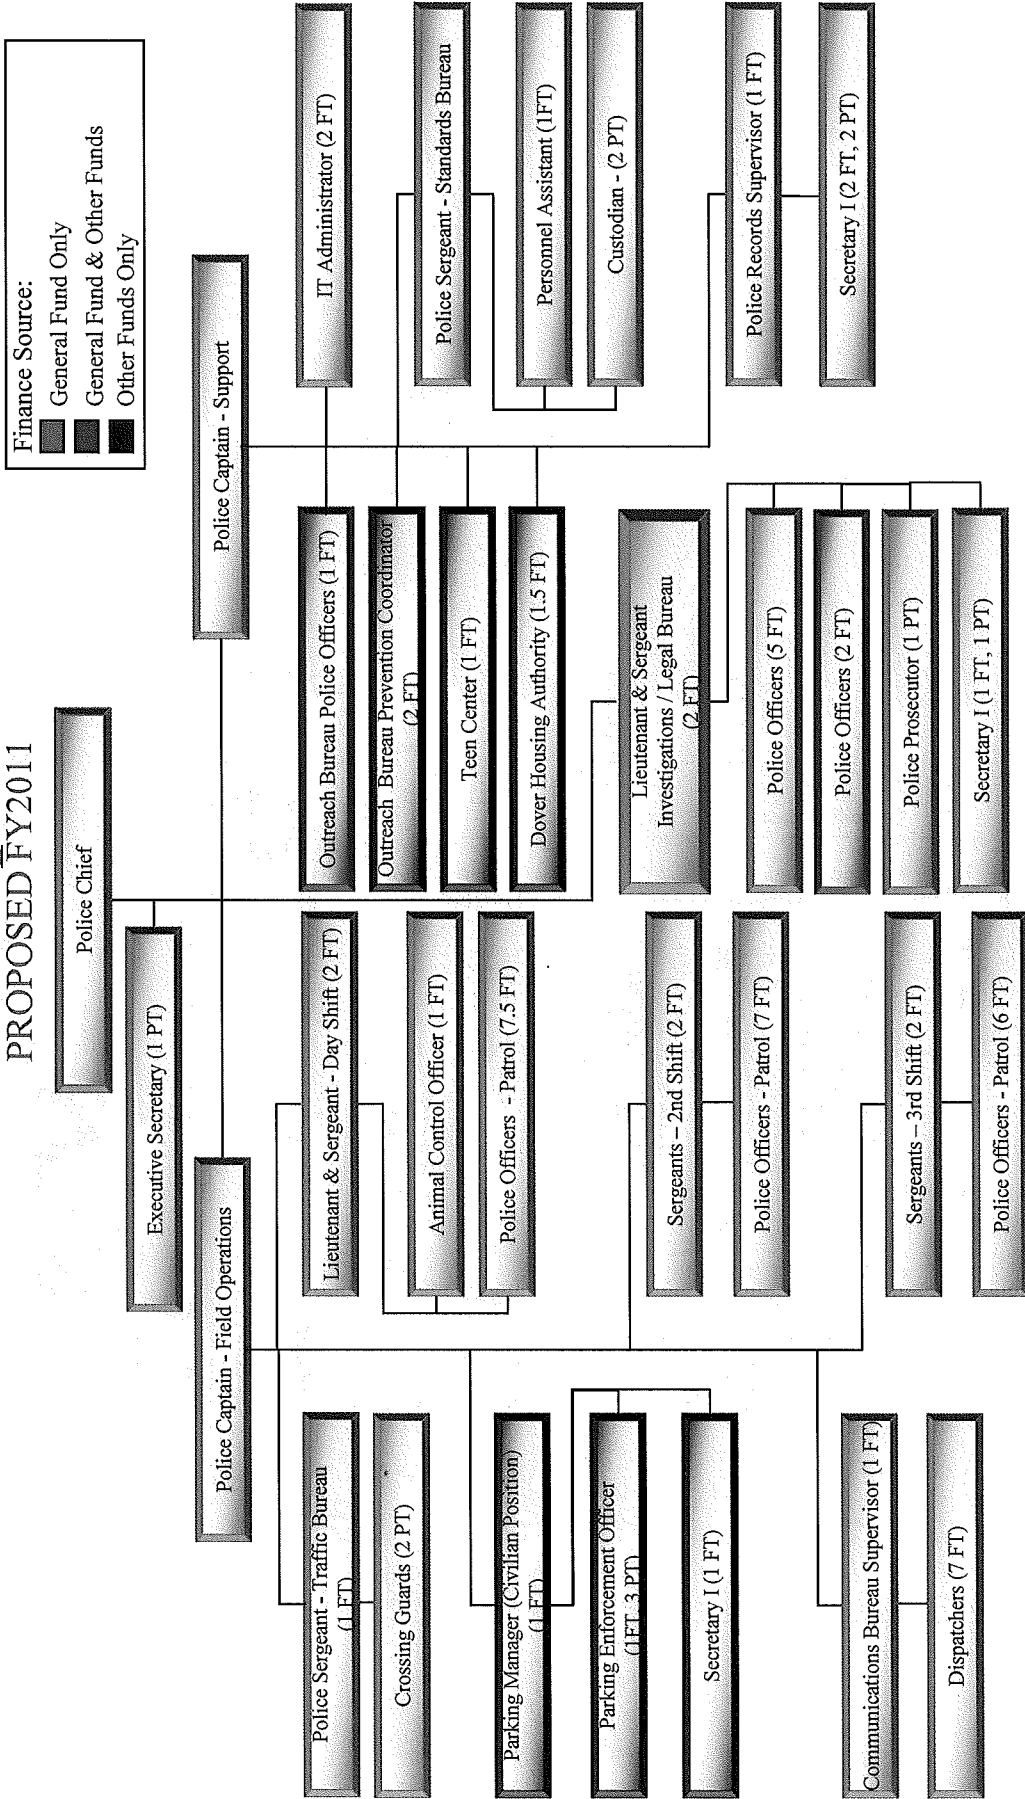 PROPOSED FY2011
Finance Source:
General Fund Only
General Fund & Other Funds
Other Funds Only
Police Chief
Executive Secretary (1 PT)
Police Captain - Field Operations
Police Captain - Support
Police Sergeant - Traffic Bureau
(1 FT)
Crossing Guards (2 PT)
Parking Manager (Civilian Position)
(1 FT)
Parking Enforcement Officer
(1FT, 3 PT)
Secretary I (1 FT)
Communications Bureau Supervisor (1 FT)
Dispatchers (7 FT)
Lieutenant & Sergeant - Day Shift (2 FT)
Animal Control Officer (1 FT)
Police Officers - Patrol (7.5 FT)
Sergeants – 2nd Shift (2 FT)
Police Officers - Patrol (7 FT)
Sergeants – 3rd Shift (2 FT)
Police Officers - Patrol (6 FT)
Outreach Bureau Police Officers (1 FT)
Outreach Bureau Prevention Coordinator
(2 FT)
Teen Center (1 FT)
Dover Housing Authority (1.5 FT)
Lieutenant & Sergeant
Investigations / Legal Bureau
(2 FT)
Police Officers (5 FT)
Police Officers (2 FT)
Police Prosecutor (1 PT)
Secretary I (1 FT, 1 PT)
IT Administrator (2 FT)
Police Sergeant - Standards Bureau
Personnel Assistant (1FT)
Custodian - (2 PT)
Police Records Supervisor (1 FT)
Secretary I (2 FT, 2 PT)